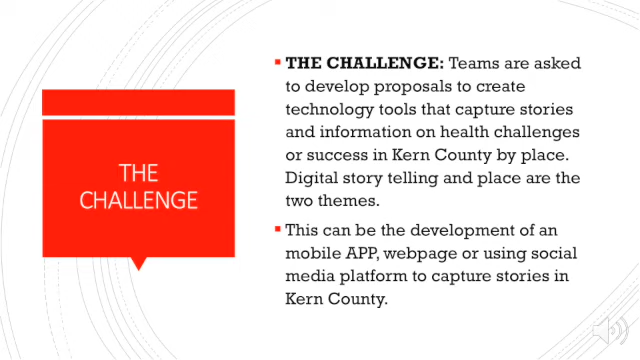 THE
CHALLENGE
THE CHALLENGE: Teams are asked
to develop proposals to create
technology tools that capture stories
and information on health challenges
or success in Kern County by place.
Digital story telling and place are the
two themes.
This can be the development of an
mobile APP, webpage or using social
media platform to capture stories in
Kern County.